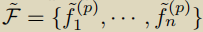 $\tilde{\mathcal{F}} = \{\tilde{f}_1^{(p)}, \cdots, \tilde{f}_n^{(p)}\}$